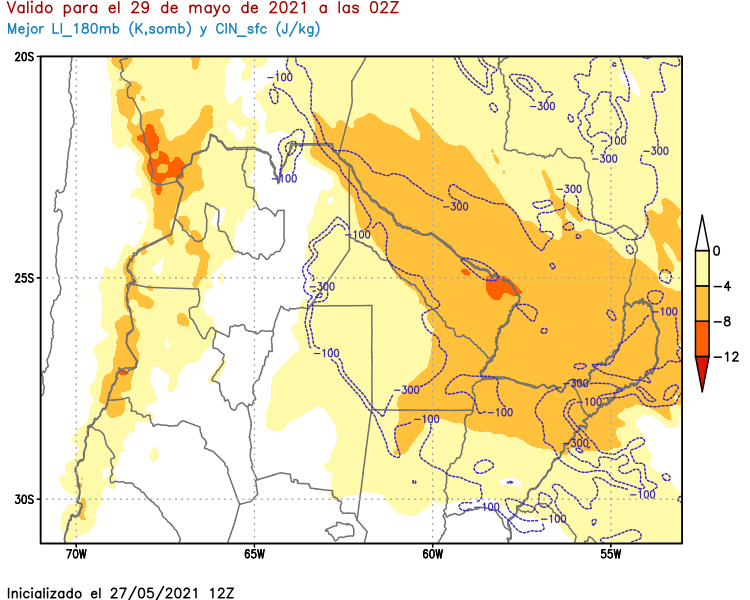 Valido para el 29 de mayo de 2021 a las 02Z
Mejor LI_180mb (K,somb) y CIN_sfc (J/kg)
20S
-100
-300
-100
-300
-300
-100
-300
-300
-100
25S
-300
0
-4
-100
-8
-100
-12
-300
-300
-100
-100
-100
-300
-100
30S
-100
-100
70W
65W
60W
55W
Inicializado el 27/05/2021 12Z